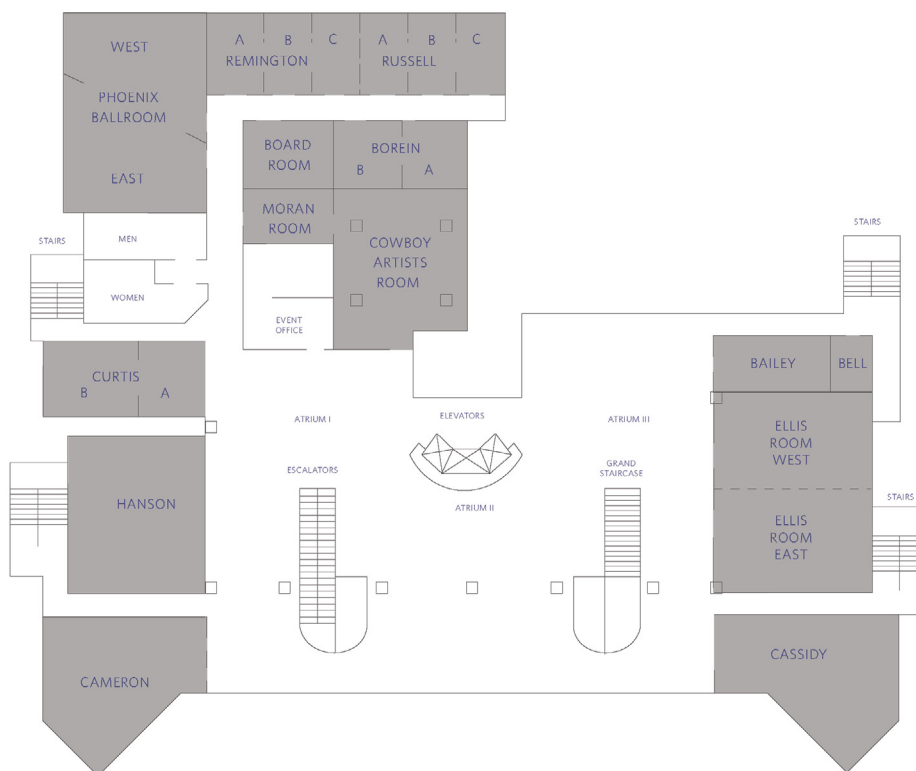 WEST
PHOENIX
BALLROOM
EAST
A B C
REMINGTON
A B C
RUSSELL
BOARD
ROOM
BOREIN
B A
MORAN
ROOM
COWBOY
ARTISTS
ROOM
MEN
WOMEN
STAIRS
EVENT
OFFICE
STAIRS
CURTIS
B A
BAILEY
BELL
ATRIUM I
ELEVATORS
ATRIUM III
ELLIS
ROOM
WEST
ESCALATORS
GRAND
STAIRCASE
HANSON
ATRIUM II
STAIRS
ELLIS
ROOM
EAST
CAMERON
CASSIDY